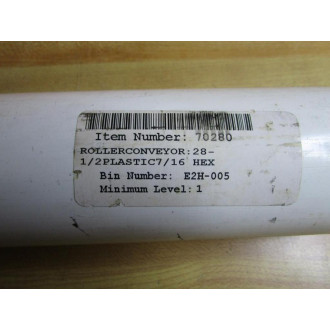 Item Number: 70280
ROLLERCONVEYOR:28-
1/2PLASTIC7/16 HEX
Bin Number: E2H-005
Minimum Level: 1